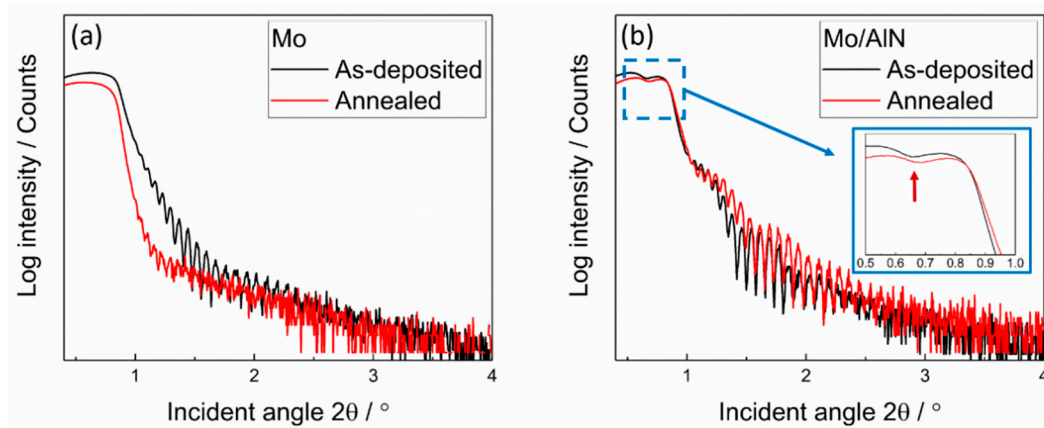 (a)
Mo
As-deposited
Annealed
Log intensity / Counts
1 2 3 4
Incident angle 2θ / °
(b)
Mo/AlN
As-deposited
Annealed
0.5 0.6 0.7 0.8 0.9 1.0
Log intensity / Counts
1 2 3 4
Incident angle 2θ / °